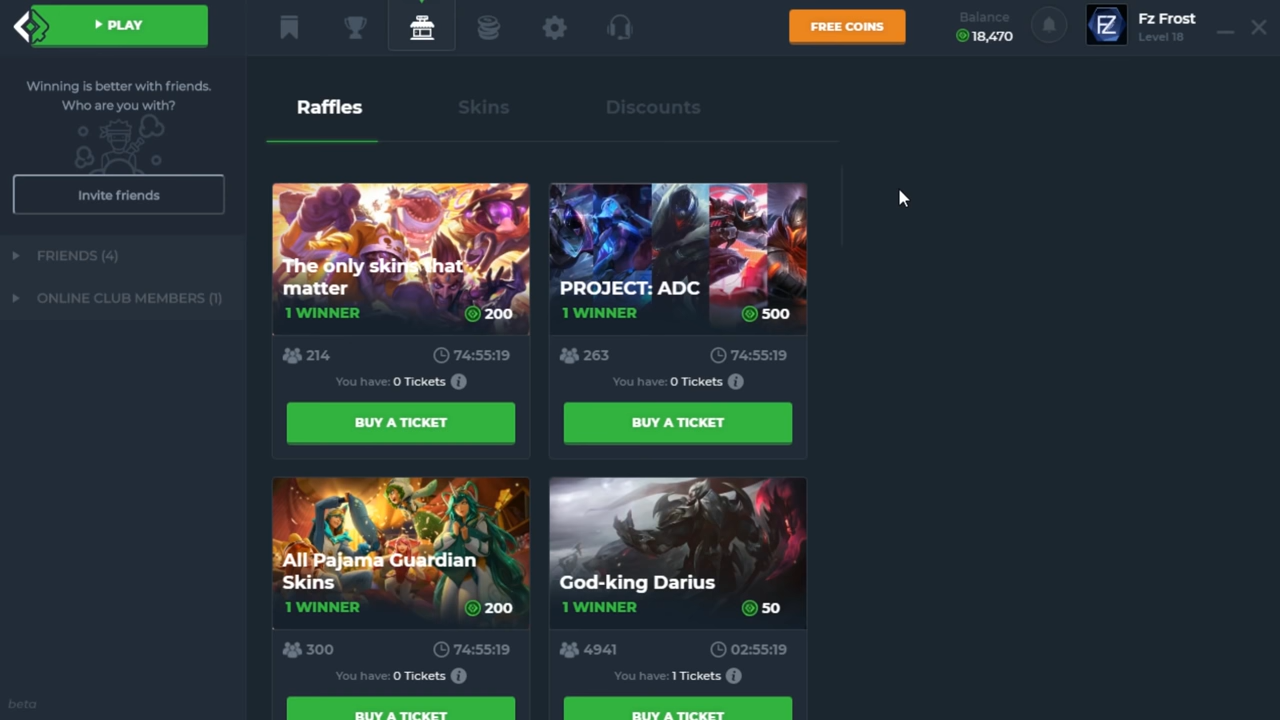 PLAY
FREE COINS
Balance
18,470
Fz Frost
Level 18
FZ
Winning is better with friends.
Who are you with?
Invite friends
FRIENDS (4)
ONLINE CLUB MEMBERS (1)
Raffles
Skins
Discounts
The only skins that
matter
1 WINNER
200
214
74:55:19
You have: 0 Tickets
BUY A TICKET
PROJECT: ADC
1 WINNER
500
263
74:55:19
You have: 0 Tickets
BUY A TICKET
All Pajama Guardian
Skins
1 WINNER
200
300
74:55:19
You have: 0 Tickets
BUY A TICKET
God-king Darius
1 WINNER
50
4941
02:55:19
You have: 1 Tickets
BUY A TICKET
beta